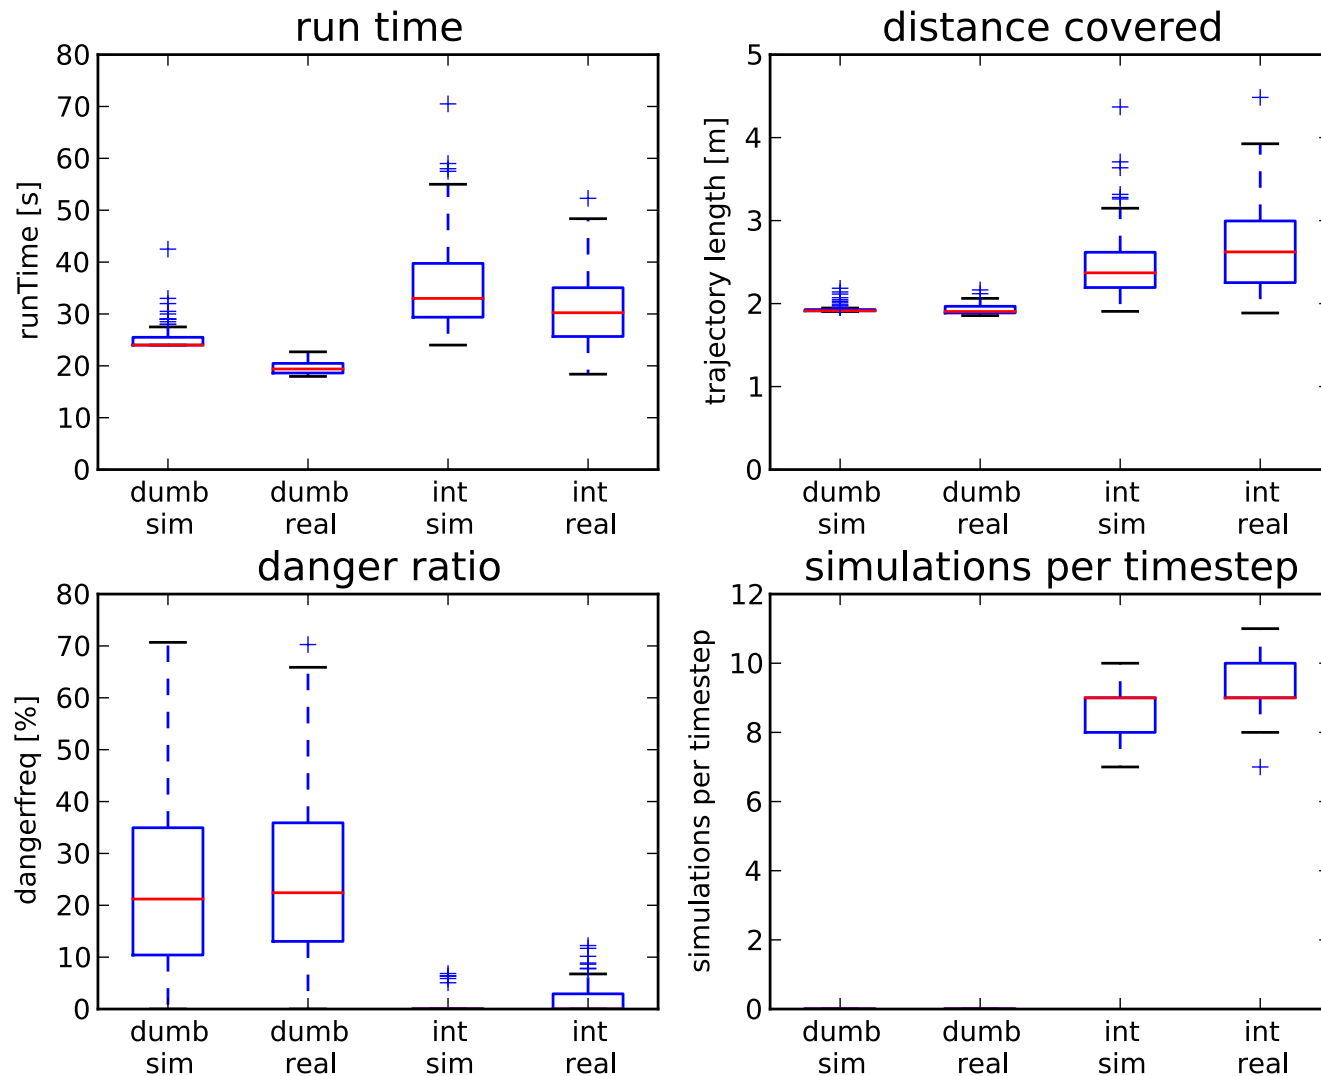 run time
80
70
60
50
40
30
20
10
0
runTime [s]
dumb sim
dumb real
int sim
int real
distance covered
5
4
3
2
1
0
trajectory length [m]
dumb sim
dumb real
int sim
int real
danger ratio
80
70
60
50
40
30
20
10
0
dangerfreq [%]
dumb sim
dumb real
int sim
int real
simulations per timestep
12
10
8
6
4
2
0
simulations per timestep
dumb sim
dumb real
int sim
int real